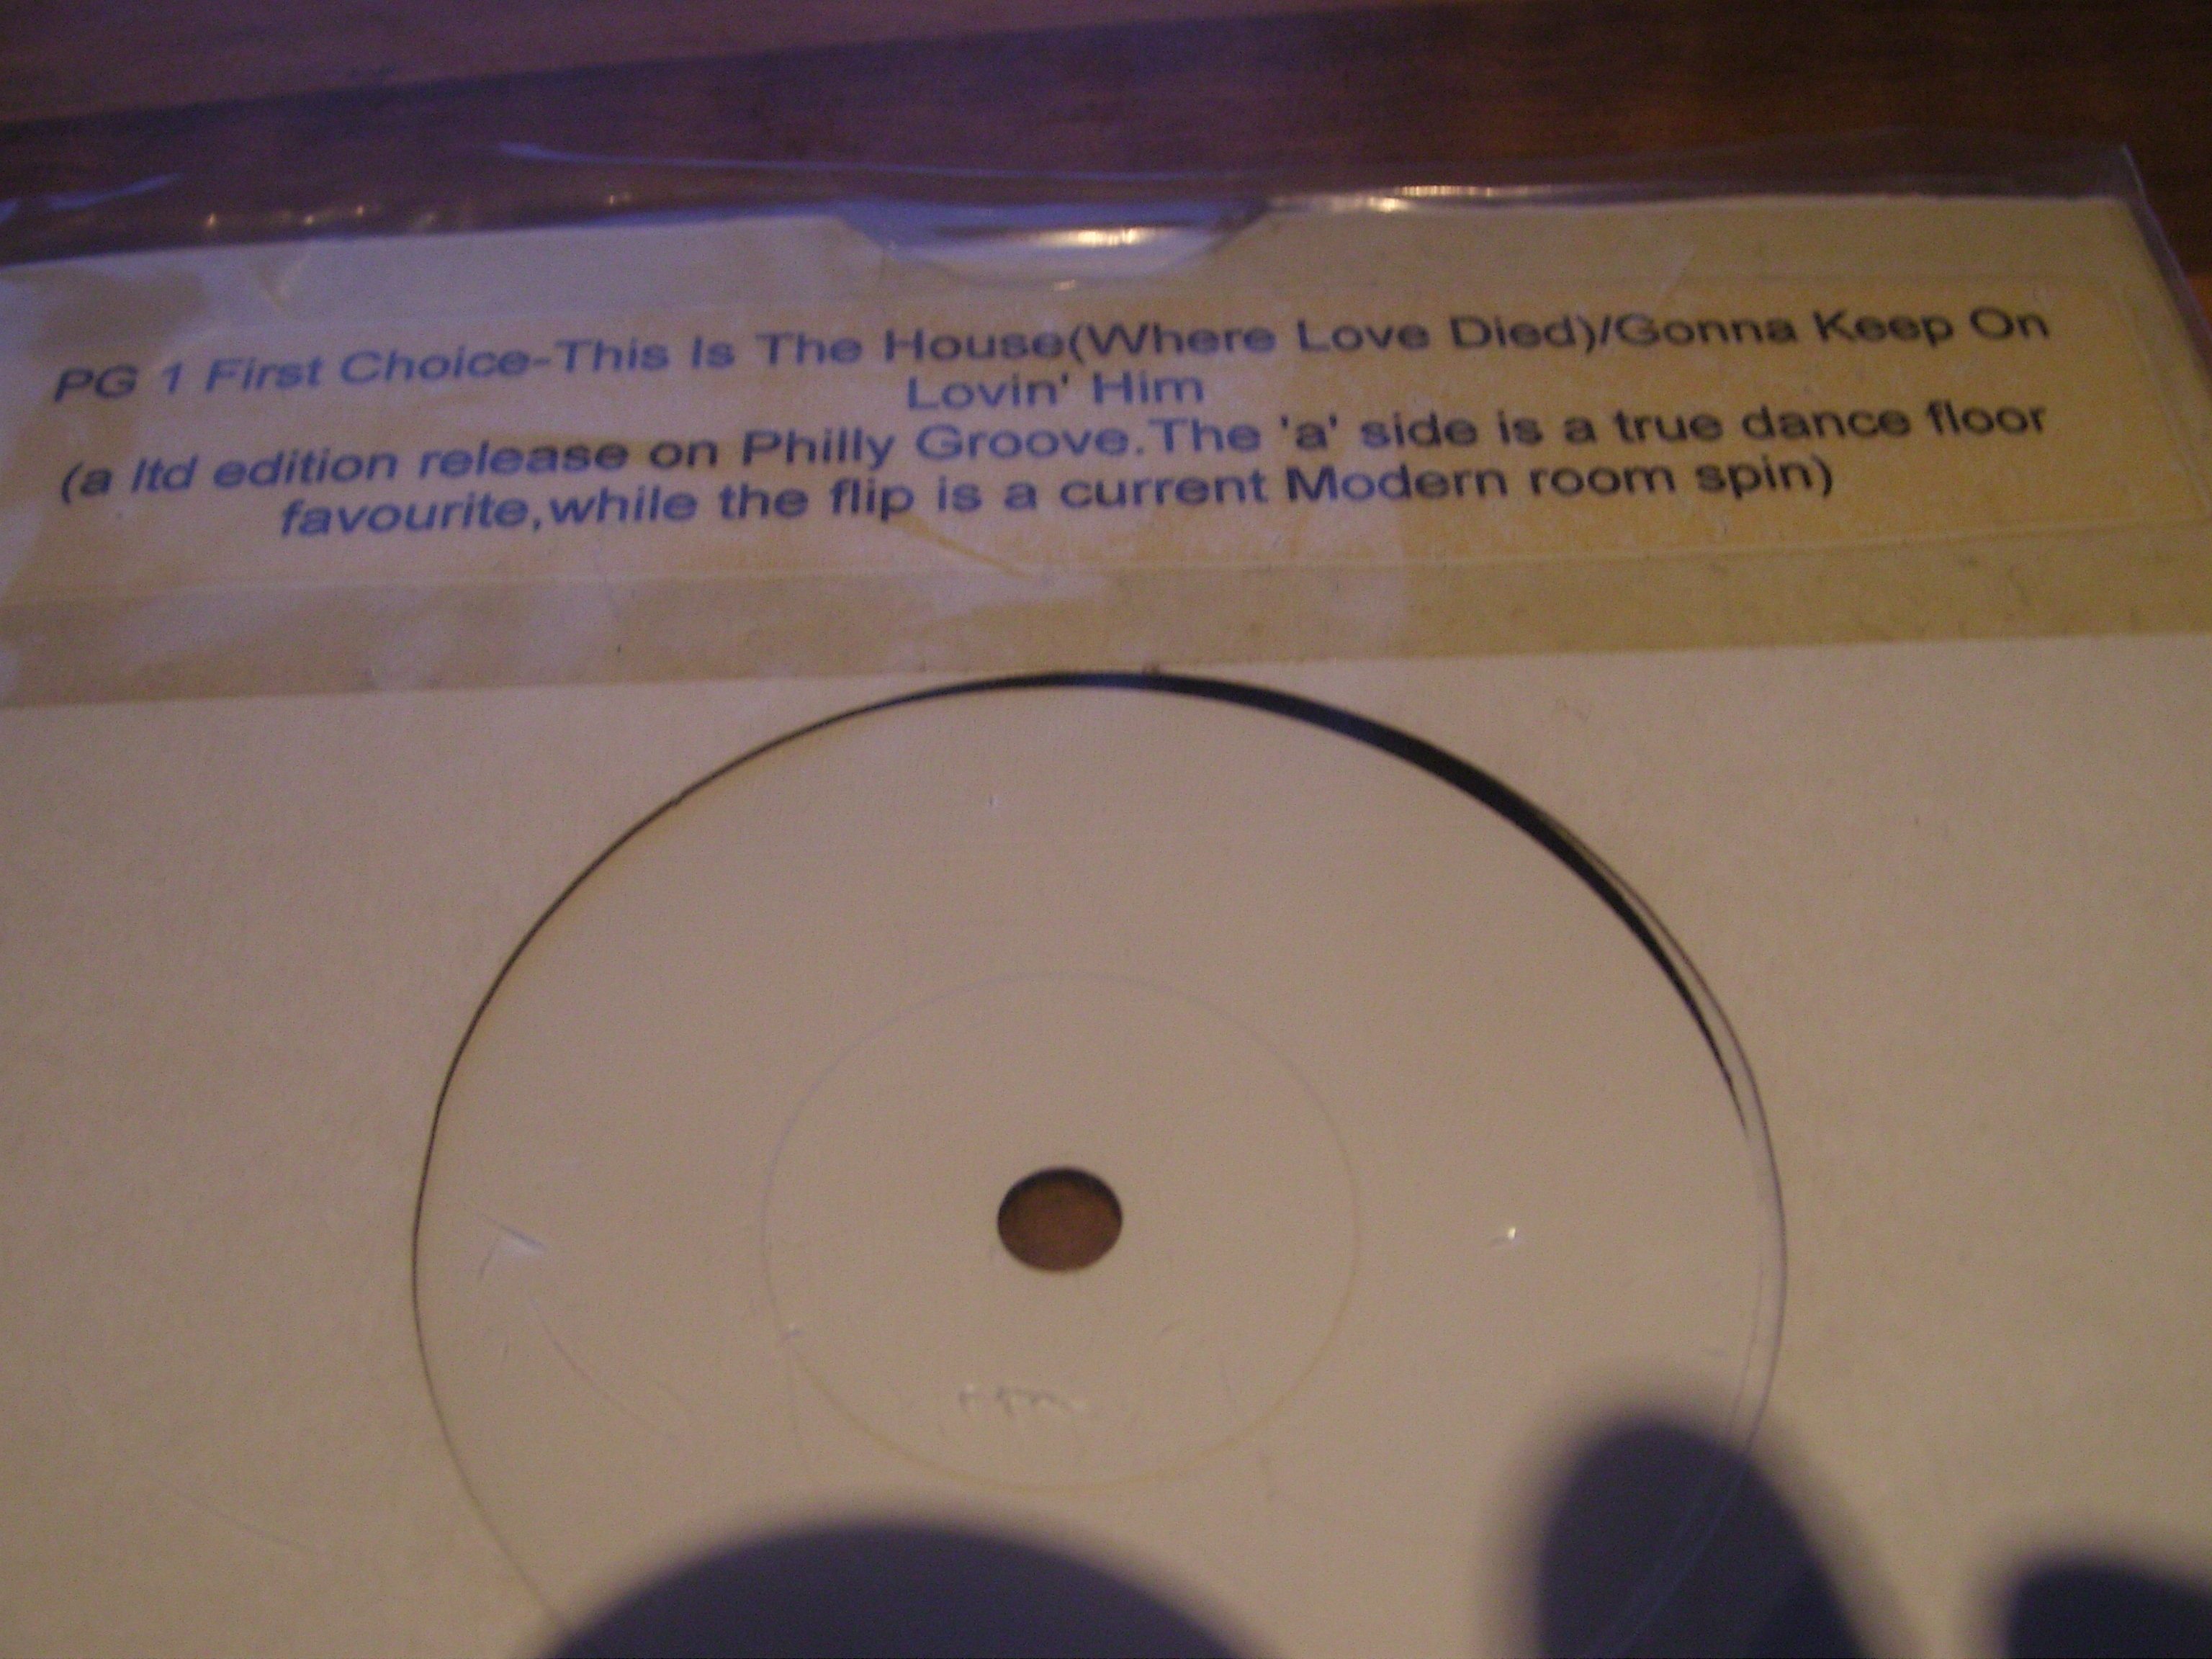 PG 1 First Choice-This Is The House(Where Love Died)/Gonna Keep On
Lovin' Him
(a ltd edition release on Philly Groove.The 'a' side is a true dance floor
favourite,while the flip is a current Modern room spin)